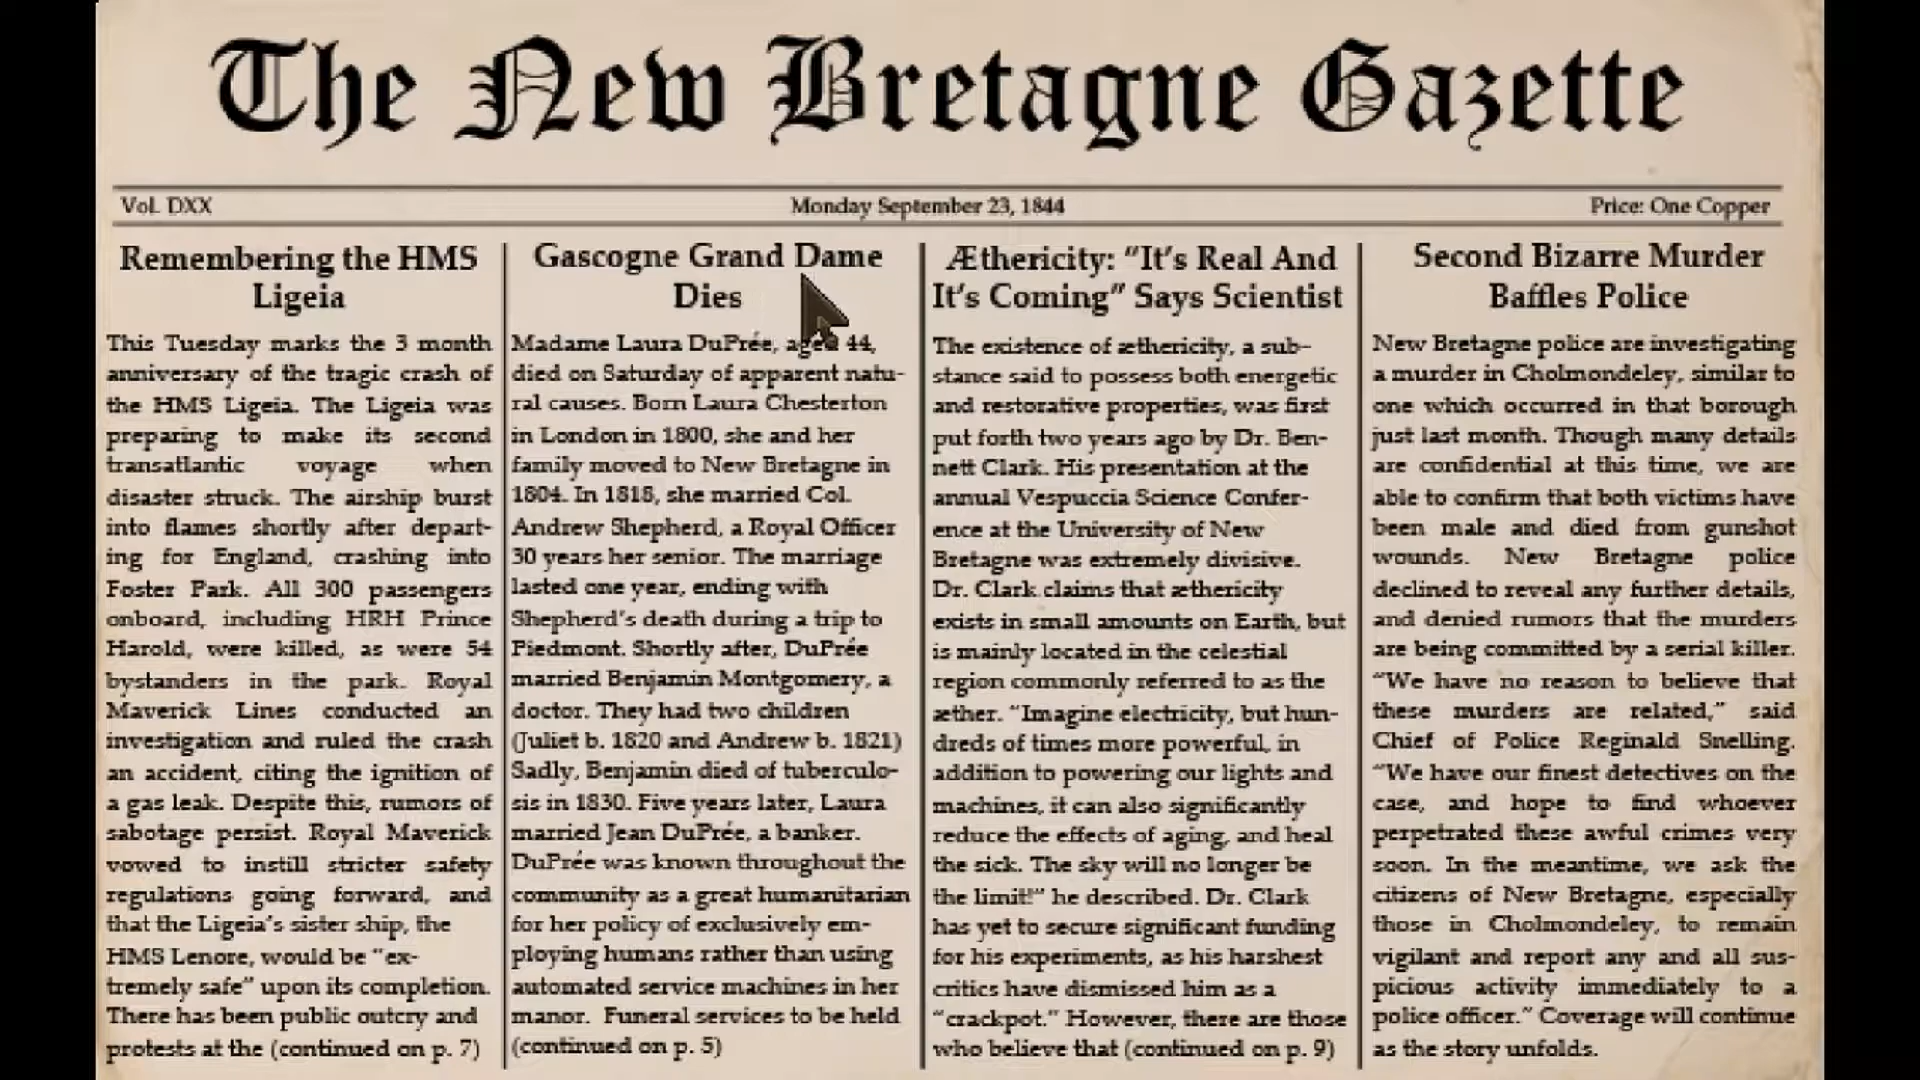 The New Bretagne Gazette
Vol. DXX
Monday September 23, 1844
Price: One Copper
Remembering the HMS
Ligeia
This Tuesday marks the 3 month
anniversary of the tragic crash of
the HMS Ligeia. The Ligeia was
preparing to make its second
transatlantic voyage when
disaster struck. The airship burst
into flames shortly after depart-
ing for England, crashing into
Foster Park. All 300 passengers
onboard, including HRH Prince
Harold, were killed, as were 54
bystanders in the park. Royal
Maverick Lines conducted an
investigation and ruled the crash
an accident, citing the ignition of
a gas leak. Despite this, rumors of
sabotage persist. Royal Maverick
vowed to instill stricter safety
regulations going forward, and
that the Ligeia's sister ship, the
HMS Lenore, would be "ex-
tremely safe" upon its completion.
There has been public outcry and
protests at the (continued on p. 7)
Gascogne Grand Dame
Dies
Madame Laura DuPrée, aged 44,
died on Saturday of apparent natu-
ral causes. Born Laura Chesterton
in London in 1800, she and her
family moved to New Bretagne in
1804. In 1818, she married Col.
Andrew Shepherd, a Royal Officer
30 years her senior. The marriage
lasted one year, ending with
Shepherd's death during a trip to
Piedmont. Shortly after, DuPrée
married Benjamin Montgomery, a
doctor. They had two children
(Juliet b. 1820 and Andrew b. 1821)
Sadly, Benjamin died of tuberculo-
sis in 1830. Five years later, Laura
married Jean DuPrée, a banker.
DuPrée was known throughout the
community as a great humanitarian
for her policy of exclusively em-
ploying humans rather than using
automated service machines in her
manor. Funeral services to be held
(continued on p. 5)
Æthericity: "It's Real And
It's Coming" Says Scientist
The existence of æthericity, a sub-
stance said to possess both energetic
and restorative properties, was first
put forth two years ago by Dr. Ben-
nett Clark. His presentation at the
annual Vespuccia Science Confer-
ence at the University of New
Bretagne was extremely divisive.
Dr. Clark claims that æthericity
exists in small amounts on Earth, but
is mainly located in the celestial
region commonly referred to as the
æther. "Imagine electricity, but hun-
dreds of times more powerful, in
addition to powering our lights and
machines, it can also significantly
reduce the effects of aging, and heal
the sick. The sky will no longer be
the limit!" he described. Dr. Clark
has yet to secure significant funding
for his experiments, as his harshest
critics have dismissed him as a
"crackpot." However, there are those
who believe that (continued on p. 9)
Second Bizarre Murder
Baffles Police
New Bretagne police are investigating
a murder in Cholmondeley, similar to
one which occurred in that borough
just last month. Though many details
are confidential at this time, we are
able to confirm that both victims have
been male and died from gunshot
wounds. New Bretagne police
declined to reveal any further details,
and denied rumors that the murders
are being committed by a serial killer.
"We have no reason to believe that
these murders are related," said
Chief of Police Reginald Snelling.
"We have our finest detectives on the
case, and hope to find whoever
perpetrated these awful crimes very
soon. In the meantime, we ask the
citizens of New Bretagne, especially
those in Cholmondeley, to remain
vigilant and report any and all sus-
picious activity immediately to a
police officer." Coverage will continue
as the story unfolds.